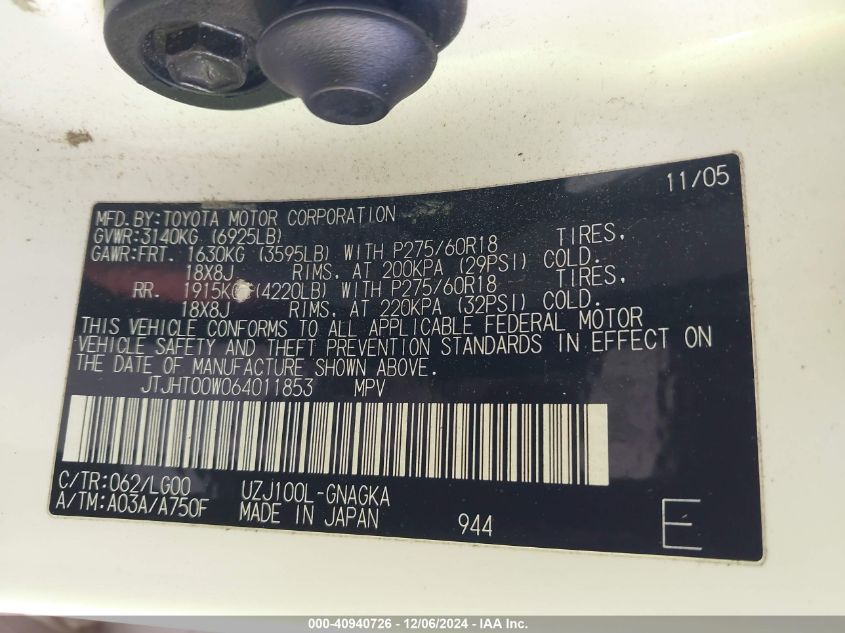 11/05
MFD. BY: TOYOTA MOTOR CORPORATION
GVWR: 3140KG (6925LB)
GAWR: FRT. 1630KG (3595LB) WITH P275/60R18 TIRES,
18X8J RIMS, AT 200KPA (29PSI) COLD.
RR. 1915KG (4220LB) WITH P275/60R18 TIRES,
18X8J RIMS, AT 220KPA (32PSI) COLD.
THIS VEHICLE CONFORMS TO ALL APPLICABLE FEDERAL MOTOR
VEHICLE SAFETY AND THEFT PREVENTION STANDARDS IN EFFECT ON
THE DATE OF MANUFACTURE SHOWN ABOVE.
JTJHT00W064011853 MPV
C/TR: 062/LG00 UZJ100L-GNAGKA
A/TM: A03A/A750F MADE IN JAPAN 944 E
000-40940726 - 12/06/2024 - IAA Inc.